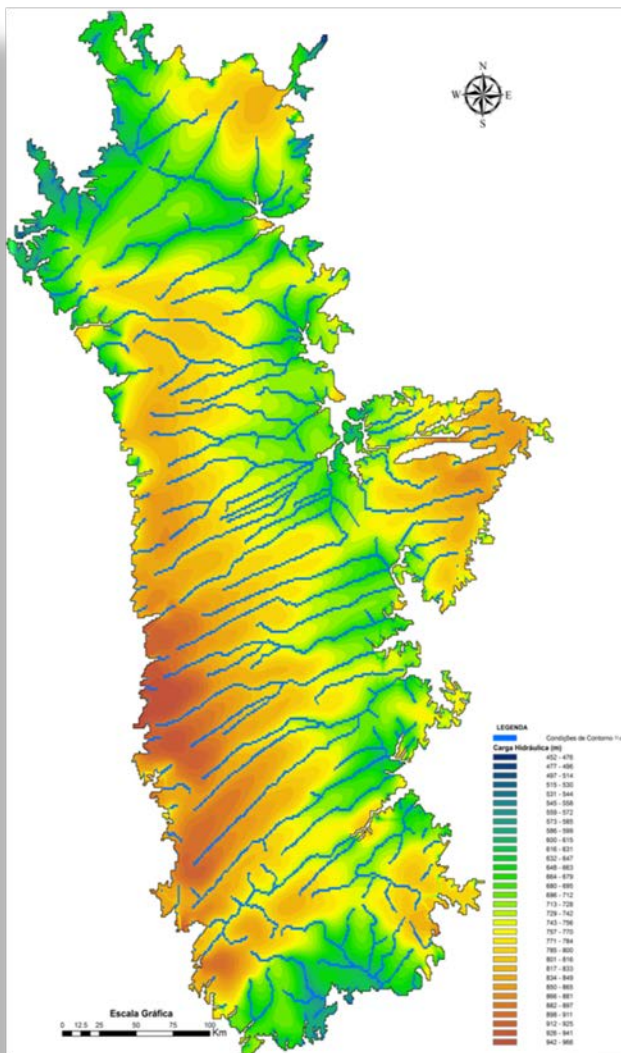 N
W E
S
LEGENDA
Condições de Contorno
Carga Hidráulica (m)
452 - 476
477 - 496
497 - 514
515 - 530
531 - 544
545 - 558
559 - 572
573 - 585
586 - 599
600 - 615
616 - 631
632 - 647
648 - 663
664 - 679
680 - 695
696 - 712
713 - 728
729 - 742
743 - 756
757 - 770
771 - 784
785 - 800
801 - 816
817 - 833
834 - 849
850 - 865
866 - 881
882 - 897
898 - 911
912 - 925
926 - 941
942 - 966
Escala Gráfica
0 12.5 25 50 75 100
Km